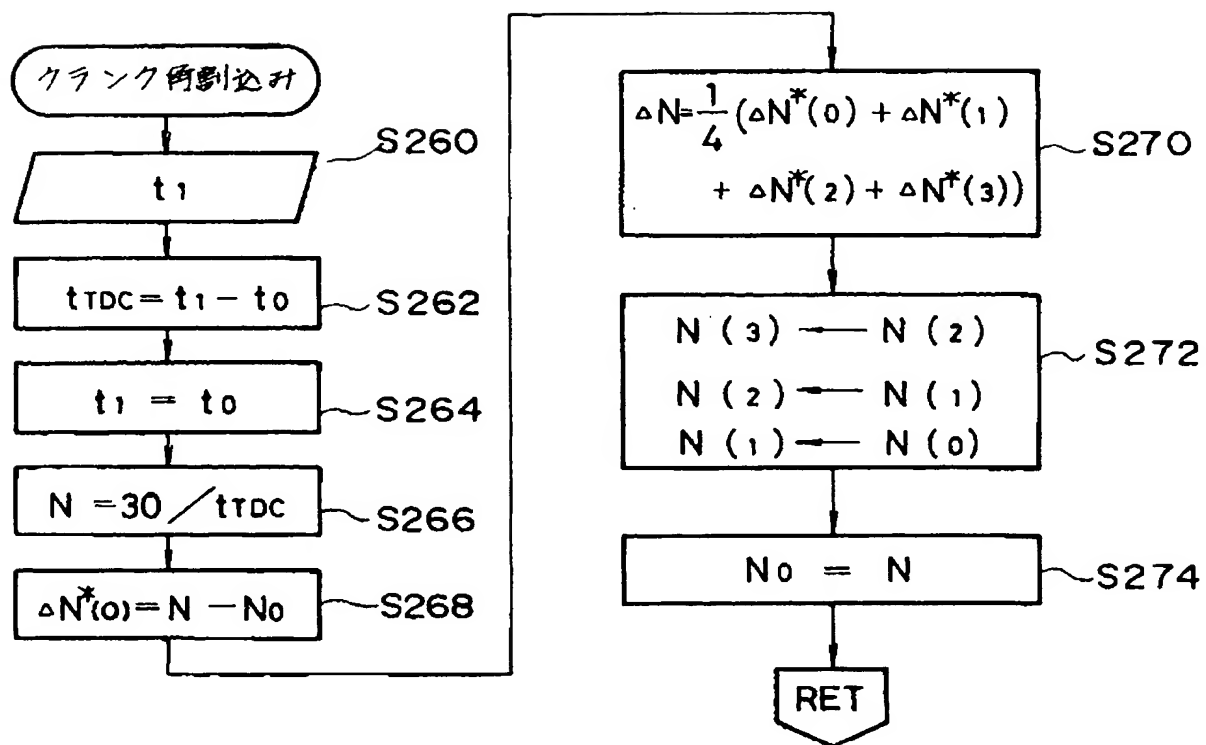 クランク角割込み
t1
S260
tTDC = t1 - t0
S262
t1 = t0
S264
N = 30 / tTDC
S266
ΔN*(0) = N - N0
S268
ΔN = 1/4 (ΔN*(0) + ΔN*(1)
+ ΔN*(2) + ΔN*(3))
S270
N (3) ← N (2)
N (2) ← N (1)
N (1) ← N (0)
S272
N0 = N
S274
RET